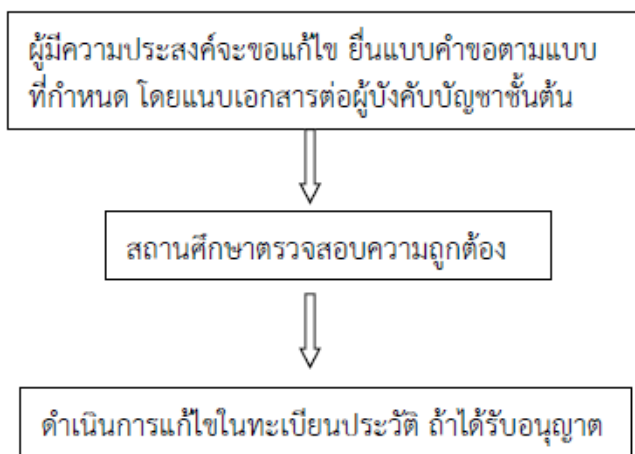 ผู้มีความประสงค์จะขอแก้ไข ยื่นแบบคำขอตามแบบ
ที่กำหนด โดยแนบเอกสารต่อผู้บังคับบัญชาชั้นต้น
สถานศึกษาตรวจสอบความถูกต้อง
ดำเนินการแก้ไขในทะเบียนประวัติ ถ้าได้รับอนุญาต